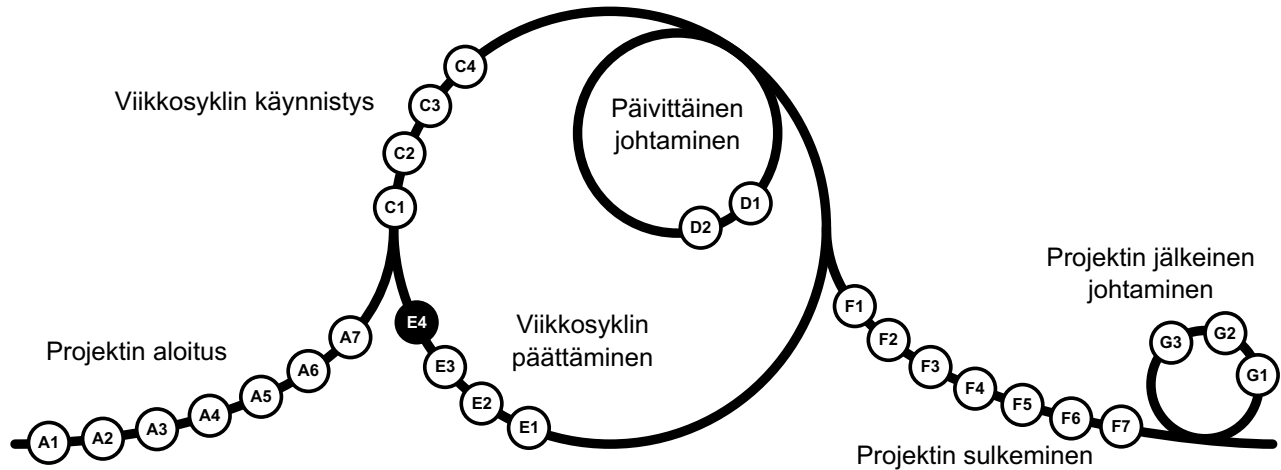 Viikkosyklin käynnistys
C4
C3
C2
C1
Päivittäinen
johtaminen
D1
D2
Projektin aloitus
A1
A2
A3
A4
A5
A6
A7
E4
E3
E2
E1
Viikkosyklin
päättäminen
F1
F2
F3
F4
F5
F6
F7
Projektin sulkeminen
Projektin jälkeinen
johtaminen
G3
G2
G1